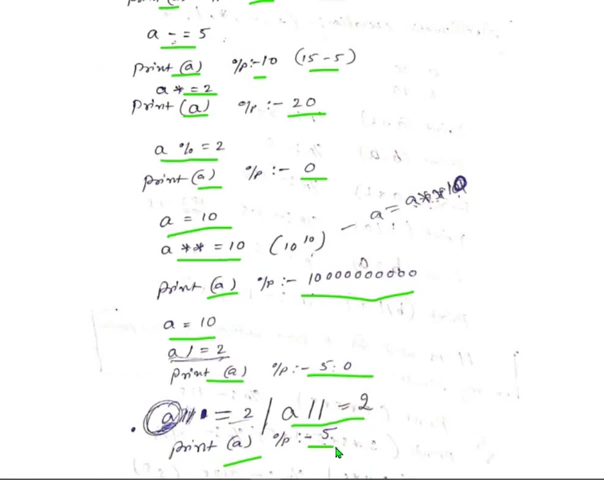 a -= 5
print (a) o/p :- 10 (15-5)
a *= 2
print (a) o/p :- 20
a %= 2
print (a) o/p :- 0
a = 10
a ** = 10 (10^10) - a = a**10
print (a) o/p :- 10000000000
a = 10
a / = 2
print (a) o/p :- 5.0
= 2 / a // = 2
print (a) o/p :- 5